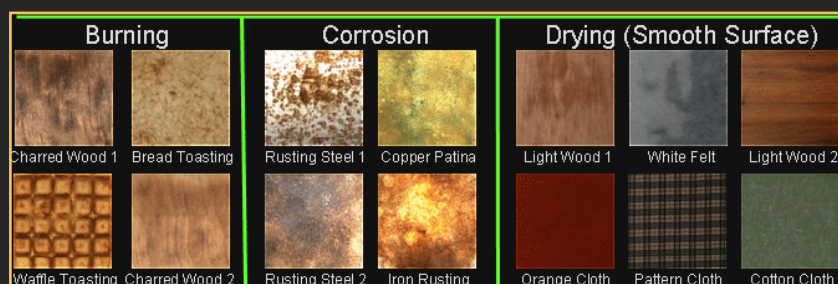 Burning
Corrosion
Drying (Smooth Surface)
Charred Wood 1
Bread Toasting
Rusting Steel 1
Copper Patina
Light Wood 1
White Felt
Light Wood 2
Waffle Toasting
Charred Wood 2
Rusting Steel 2
Iron Rusting
Orange Cloth
Pattern Cloth
Cotton Cloth